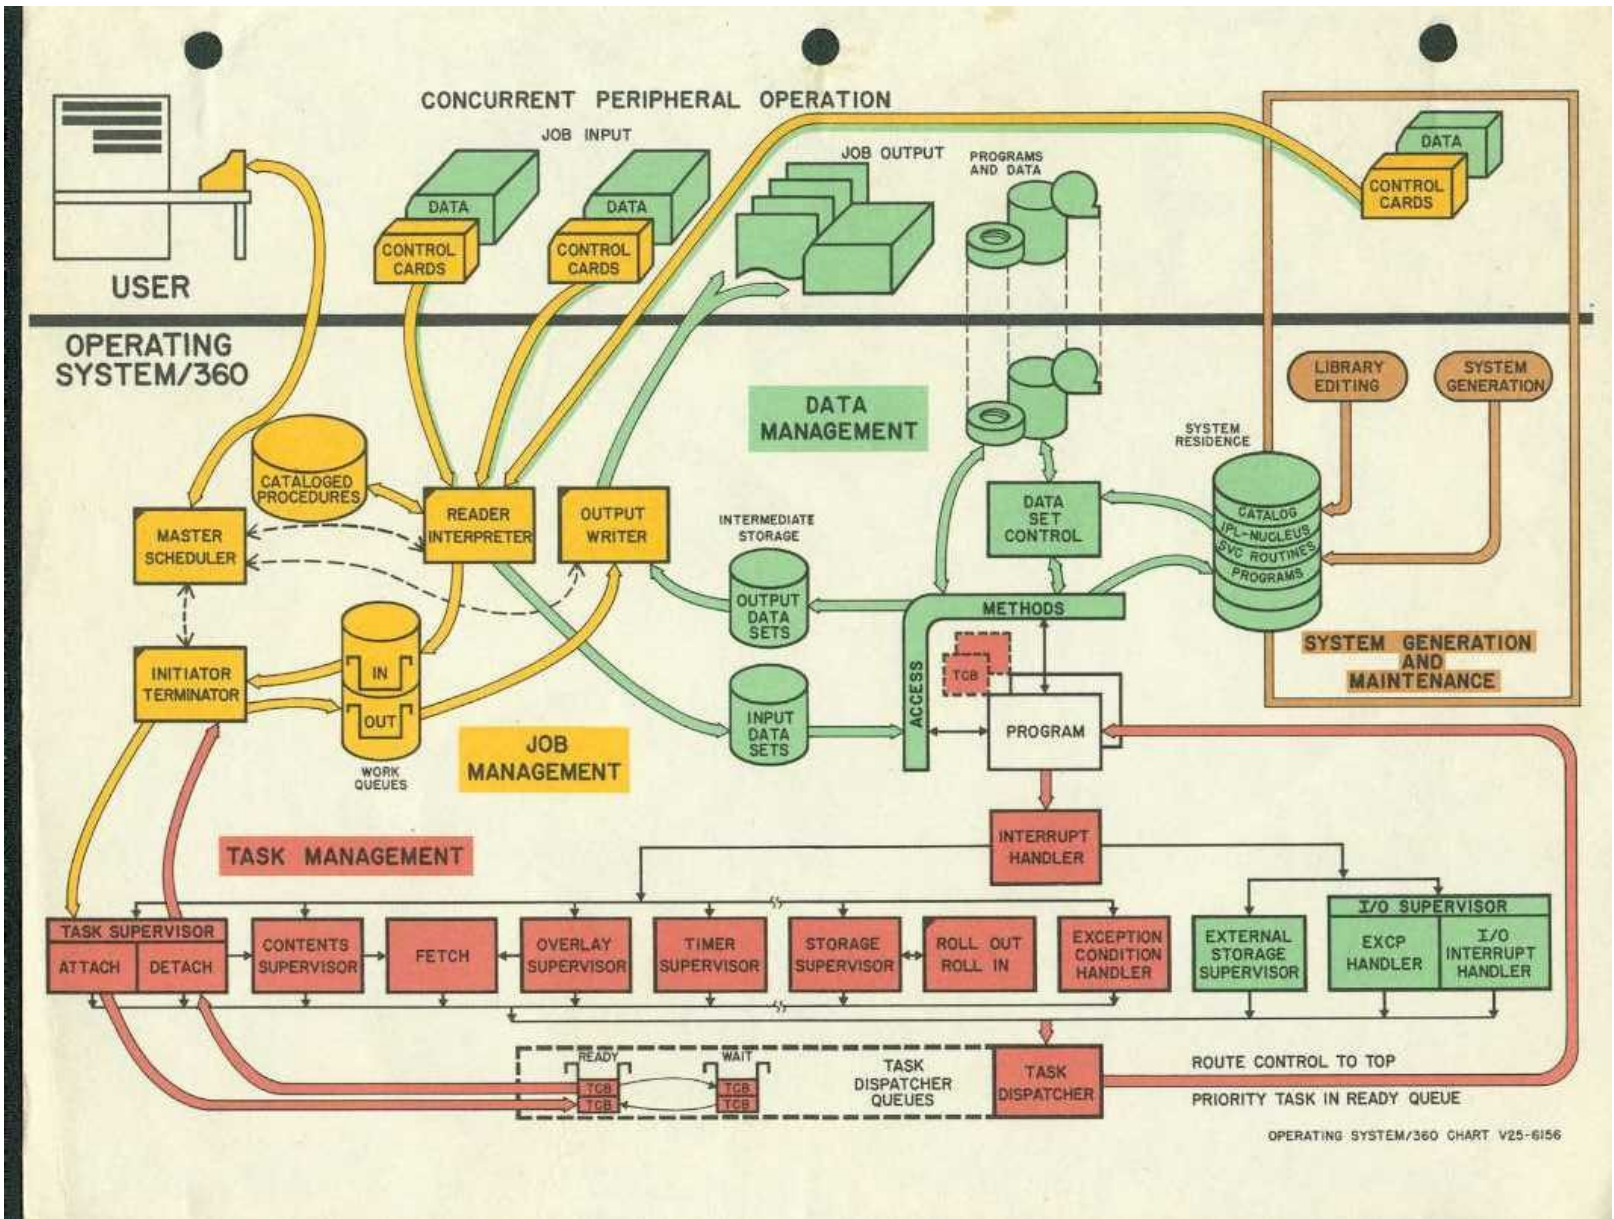 CONCURRENT PERIPHERAL OPERATION
JOB INPUT
JOB OUTPUT
PROGRAMS
AND DATA
DATA
CONTROL
CARDS
DATA
CONTROL
CARDS
DATA
CONTROL
CARDS
USER
OPERATING
SYSTEM/360
LIBRARY
EDITING
SYSTEM
GENERATION
DATA
MANAGEMENT
SYSTEM
RESIDENCE
CATALOGED
PROCEDURES
MASTER
SCHEDULER
READER
INTERPRETER
OUTPUT
WRITER
INTERMEDIATE
STORAGE
DATA
SET
CONTROL
CATALOG
IPL-NUCLEUS
SVC ROUTINES
PROGRAMS
OUTPUT
DATA
SETS
METHODS
ACCESS
TCB
INITIATOR
TERMINATOR
IN
OUT
WORK
QUEUES
INPUT
DATA
SETS
PROGRAM
SYSTEM GENERATION
AND
MAINTENANCE
JOB
MANAGEMENT
TASK MANAGEMENT
INTERRUPT
HANDLER
TASK SUPERVISOR
ATTACH
DETACH
CONTENTS
SUPERVISOR
FETCH
OVERLAY
SUPERVISOR
TIMER
SUPERVISOR
STORAGE
SUPERVISOR
ROLL OUT
ROLL IN
EXCEPTION
CONDITION
HANDLER
EXTERNAL
STORAGE
SUPERVISOR
I/O SUPERVISOR
EXCP
HANDLER
I/O
INTERRUPT
HANDLER
READY
TCB
TCB
WAIT
TCB
TCB
TASK
DISPATCHER
QUEUES
TASK
DISPATCHER
ROUTE CONTROL TO TOP
PRIORITY TASK IN READY QUEUE
OPERATING SYSTEM/360 CHART V25-6156